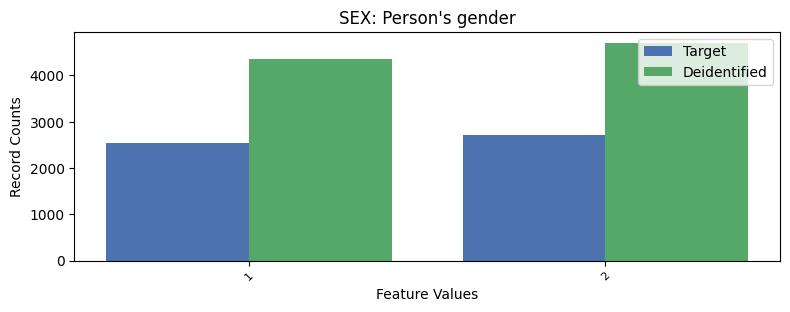 SEX: Person's gender
Target
Deidentified
Record Counts
4000
3000
2000
1000
0
1
2
Feature Values